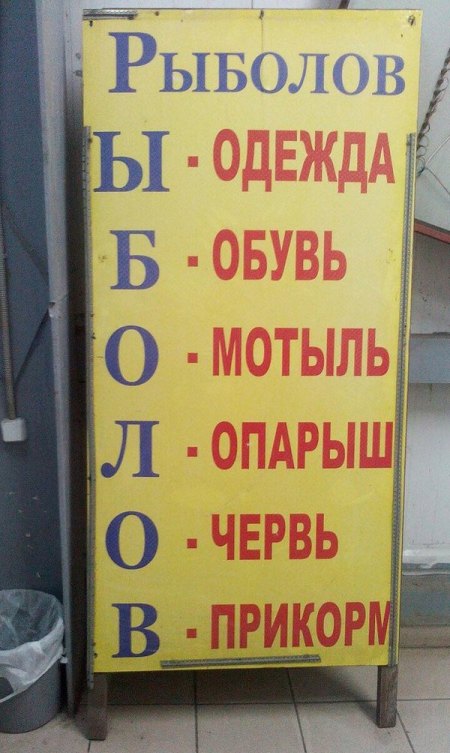 Рыболов
Ы - ОДЕЖДА
Б - ОБУВЬ
О - МОТЫЛЬ
Л - ОПАРЫШ
О - ЧЕРВЬ
В - ПРИКОРМ